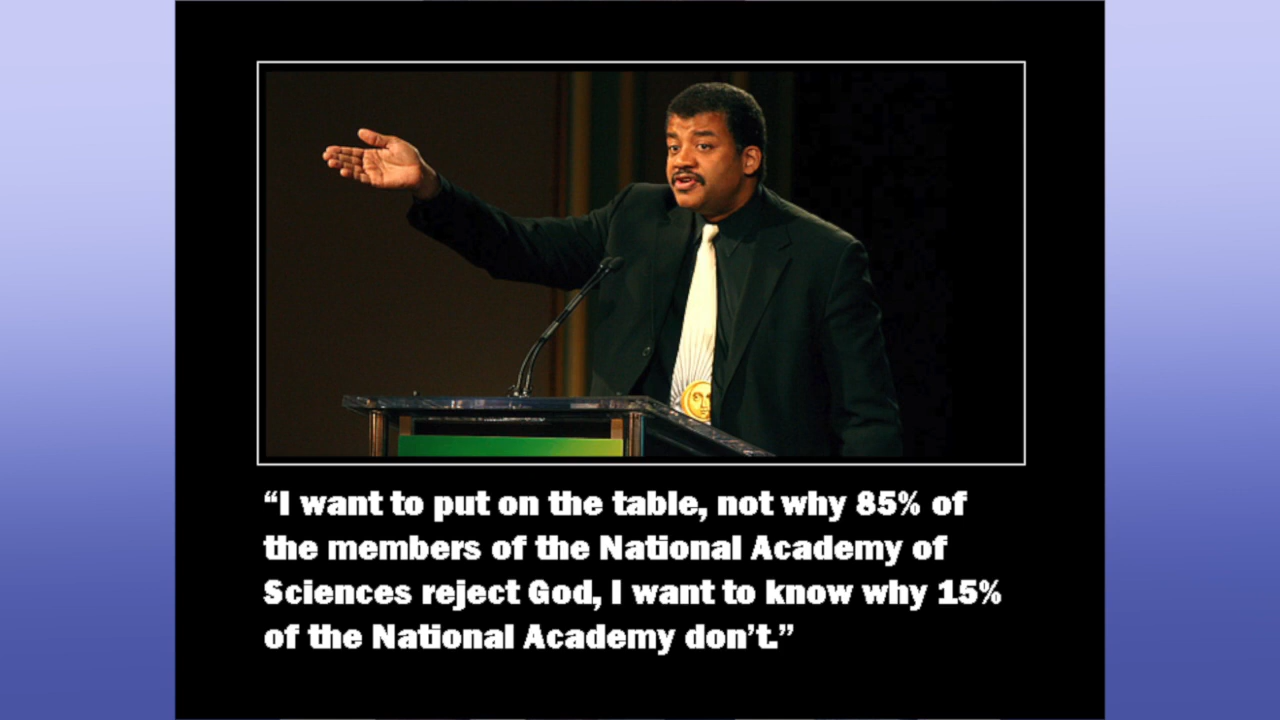 “I want to put on the table, not why 85% of
the members of the National Academy of
Sciences reject God, I want to know why 15%
of the National Academy don’t.”